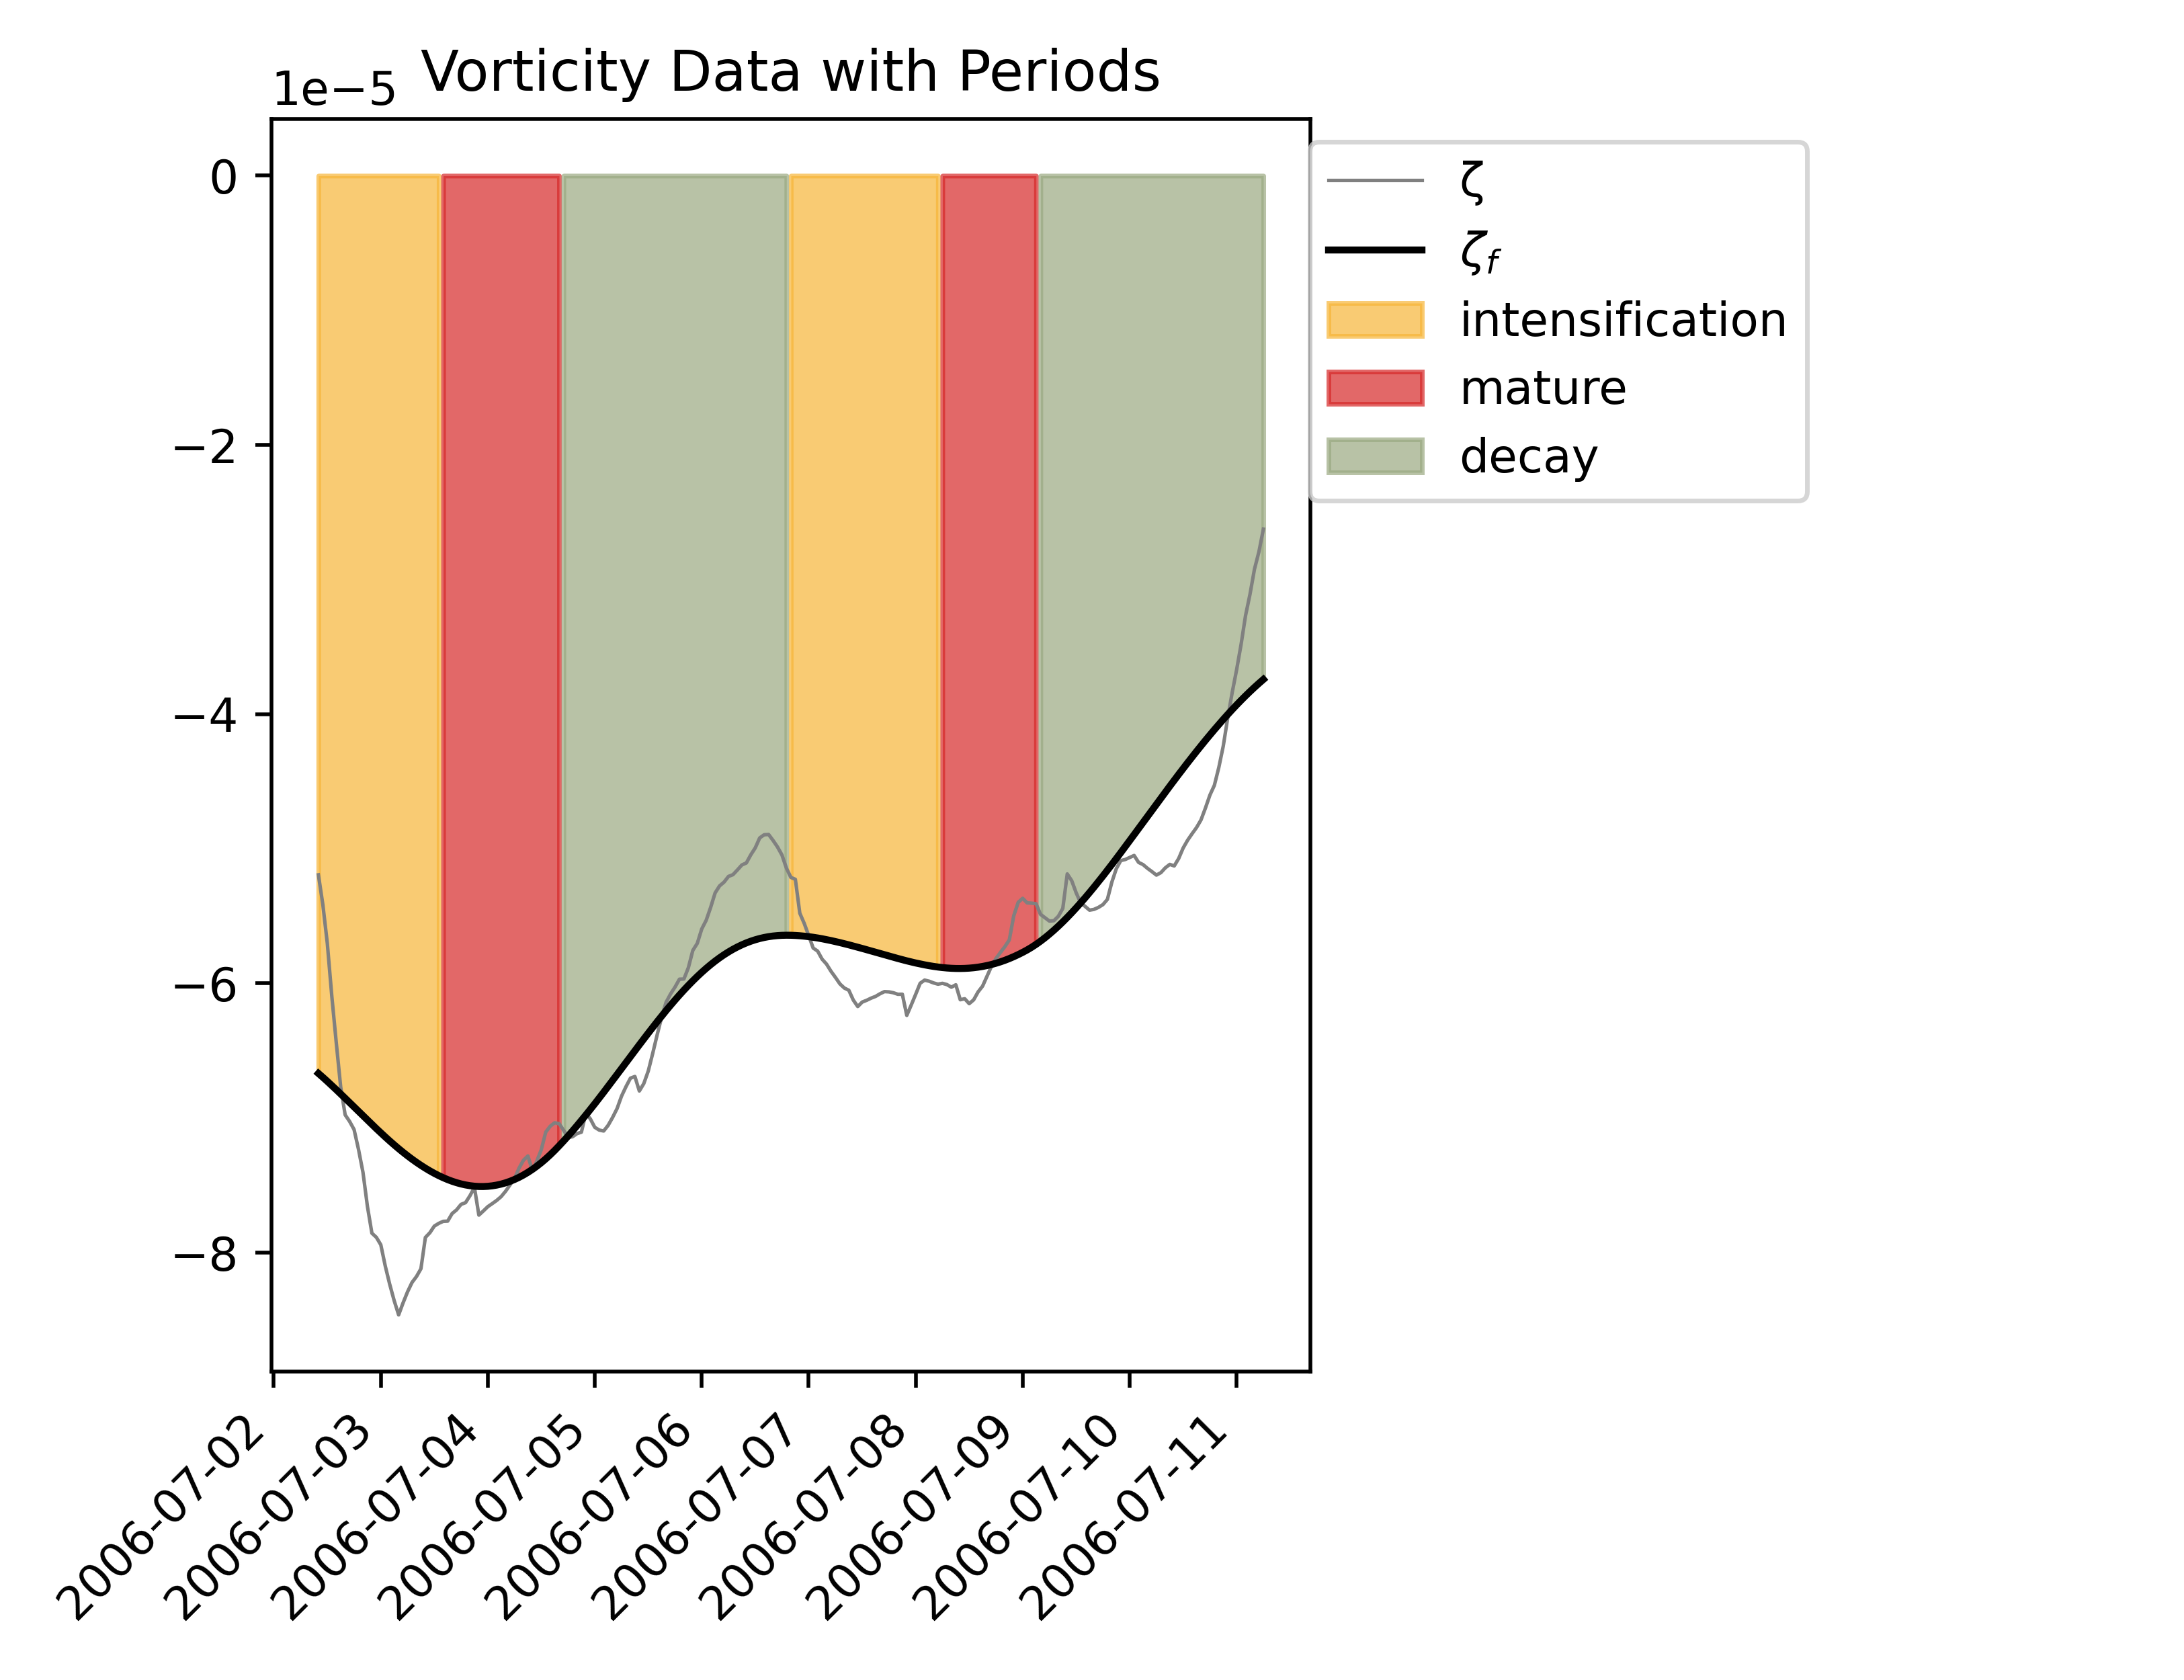 Vorticity Data with Periods
1e−5
0
−2
−4
−6
−8
2006-07-02
2006-07-03
2006-07-04
2006-07-05
2006-07-06
2006-07-07
2006-07-08
2006-07-09
2006-07-10
2006-07-11
ζ
ζf
intensification
mature
decay